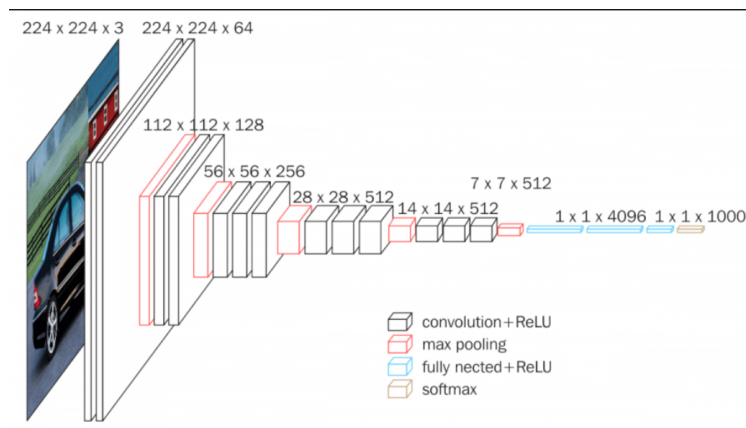 224 x 224 x 3
224 x 224 x 64
112 x 112 x 128
56 x 56 x 256
28 x 28 x 512
14 x 14 x 512
7 x 7 x 512
1 x 1 x 4096
1 x 1 x 1000
convolution+ReLU
max pooling
fully nected+ReLU
softmax